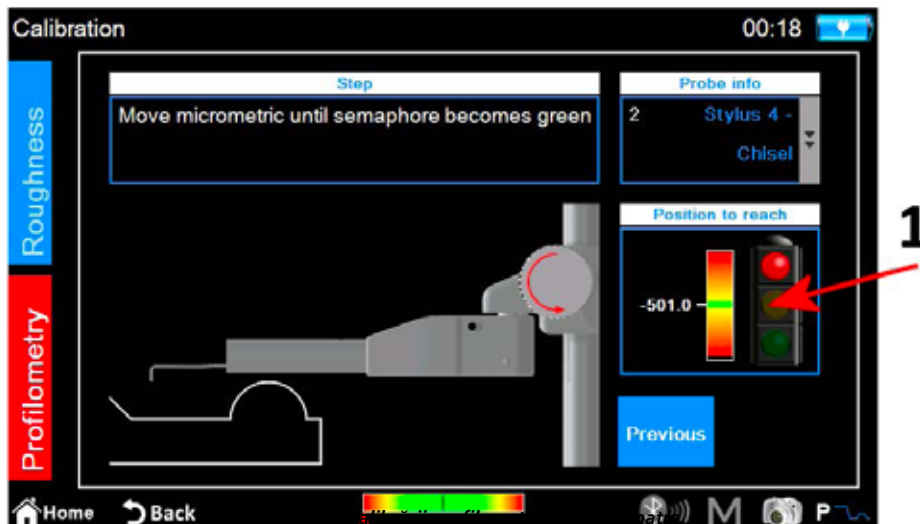 Calibration 00:18
Roughness
Profilometry
Step
Move micrometric until semaphore becomes green
Probe info
2 Stylus 4 -
Chisel
Position to reach
-501.0
1
Previous
Home Back M P